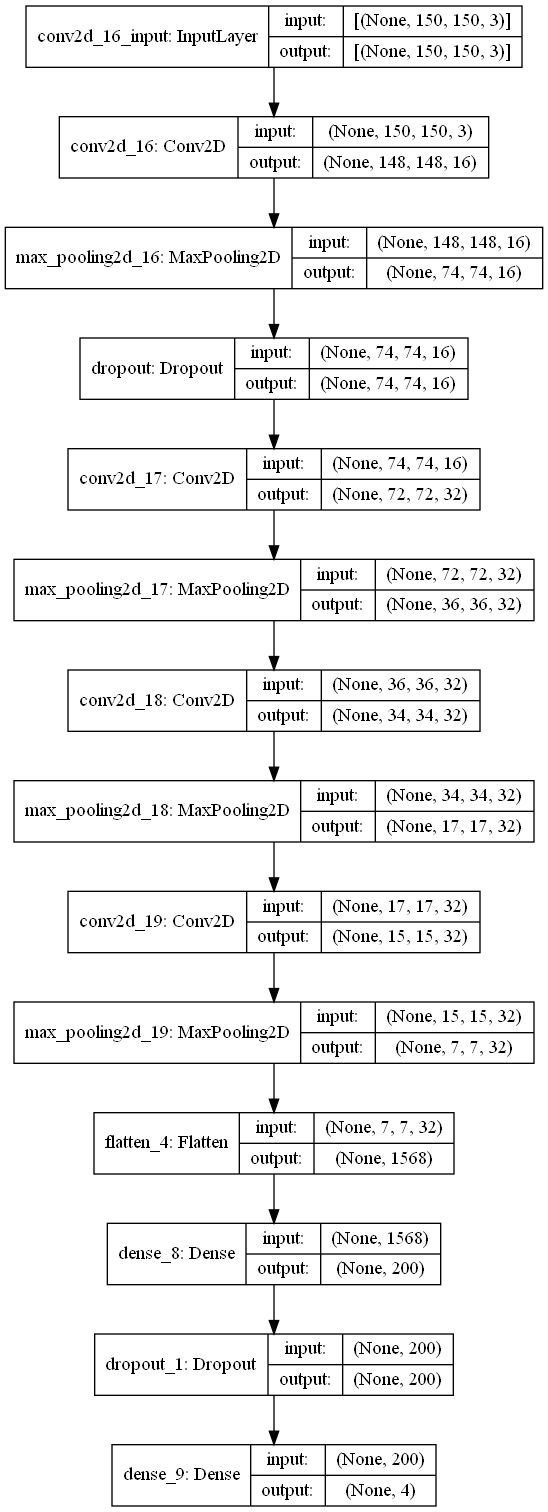 conv2d_16_input: InputLayer
input: [(None, 150, 150, 3)]
output: [(None, 150, 150, 3)]
conv2d_16: Conv2D
input: (None, 150, 150, 3)
output: (None, 148, 148, 16)
max_pooling2d_16: MaxPooling2D
input: (None, 148, 148, 16)
output: (None, 74, 74, 16)
dropout: Dropout
input: (None, 74, 74, 16)
output: (None, 74, 74, 16)
conv2d_17: Conv2D
input: (None, 74, 74, 16)
output: (None, 72, 72, 32)
max_pooling2d_17: MaxPooling2D
input: (None, 72, 72, 32)
output: (None, 36, 36, 32)
conv2d_18: Conv2D
input: (None, 36, 36, 32)
output: (None, 34, 34, 32)
max_pooling2d_18: MaxPooling2D
input: (None, 34, 34, 32)
output: (None, 17, 17, 32)
conv2d_19: Conv2D
input: (None, 17, 17, 32)
output: (None, 15, 15, 32)
max_pooling2d_19: MaxPooling2D
input: (None, 15, 15, 32)
output: (None, 7, 7, 32)
flatten_4: Flatten
input: (None, 7, 7, 32)
output: (None, 1568)
dense_8: Dense
input: (None, 1568)
output: (None, 200)
dropout_1: Dropout
input: (None, 200)
output: (None, 200)
dense_9: Dense
input: (None, 200)
output: (None, 4)